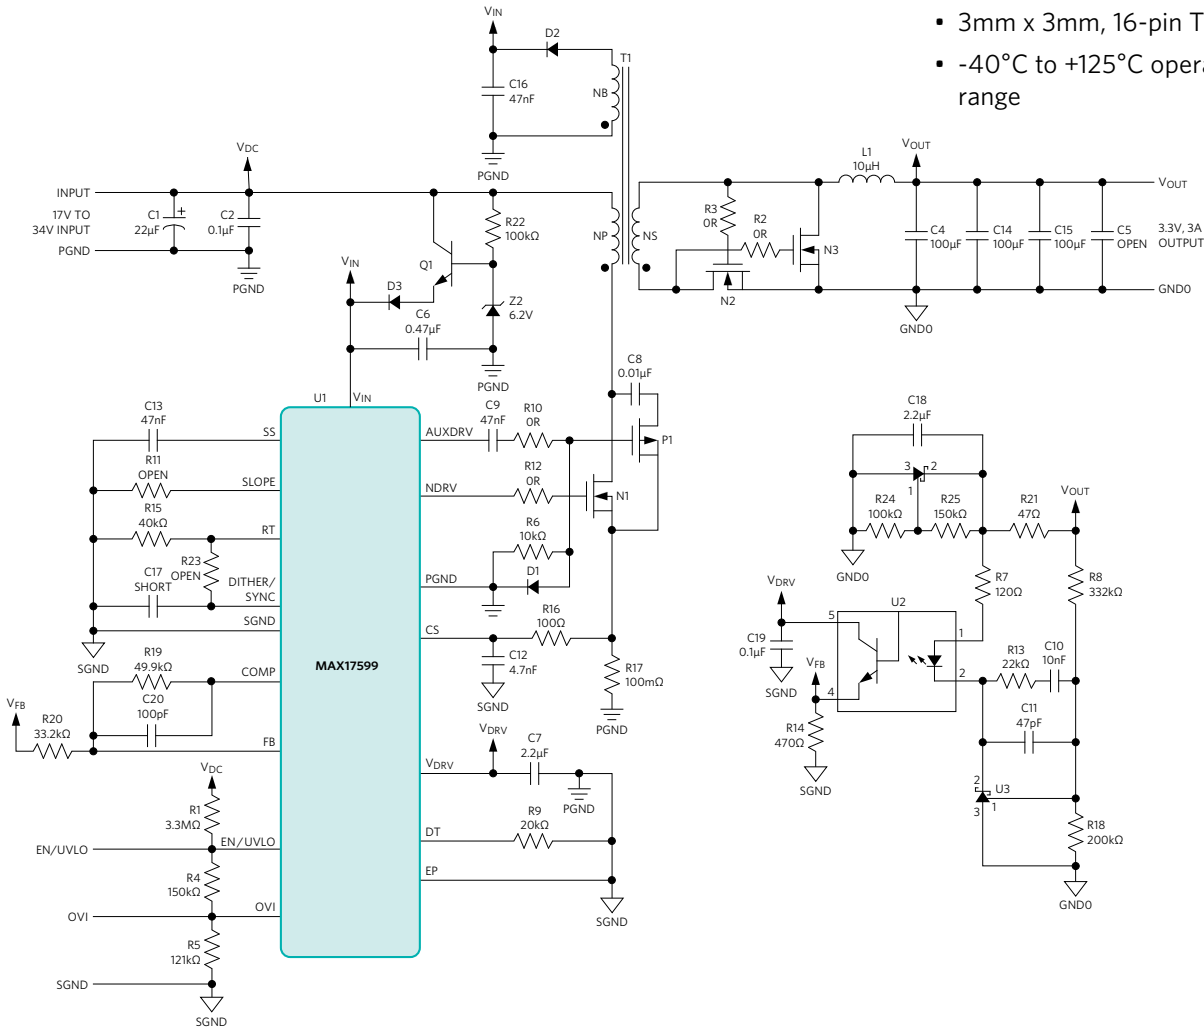 • 3mm x 3mm, 16-pin T
• -40°C to +125°C opera
range
VIN
D2
T1
C16
47nF
NB
PGND
VDC
INPUT
17V TO
34V INPUT
PGND
C1
22µF
+
C2
0.1µF
PGND
R22
100kΩ
Q1
VIN
D3
C6
0.47µF
Z2
6.2V
PGND
NP
NS
R3
0R
R2
0R
N3
N2
L1
10µH
VOUT
VOUT
C4
100µF
C14
100µF
C15
100µF
C5
OPEN
3.3V, 3A
OUTPUT
GND0
GND0
C8
0.01µF
P1
U1
VIN
C13
47nF
SS
R11
OPEN
SLOPE
R15
40kΩ
RT
R23
OPEN
C17
SHORT
DITHER/
SYNC
SGND
SGND
R19
49.9kΩ
COMP
C20
100pF
VFB
R20
33.2kΩ
FB
VDC
R1
3.3MΩ
EN/UVLO
EN/UVLO
R4
150kΩ
OVI
OVI
R5
121kΩ
SGND
SGND
MAX17599
AUXDRV
C9
47nF
R10
0R
NDRV
R12
0R
N1
R6
10kΩ
PGND
D1
CS
R16
100Ω
C12
4.7nF
SGND
R17
100mΩ
PGND
VDRV
VDRV
C7
2.2µF
PGND
DT
R9
20kΩ
EP
SGND
C18
2.2µF
3
2
1
R24
100kΩ
R25
150kΩ
R21
47Ω
VOUT
GND0
R7
120Ω
R8
332kΩ
VDRV
U2
5
1
C19
0.1µF
SGND
VFB
4
2
R13
22kΩ
C10
10nF
R14
470Ω
SGND
C11
47pF
2
U3
3
1
R18
200kΩ
GND0